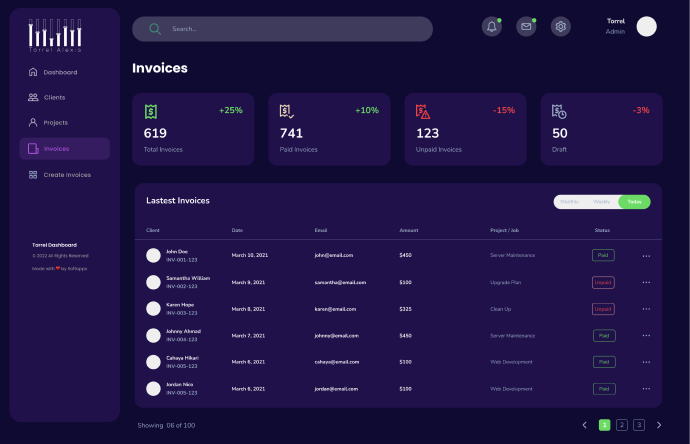 Torrel Alexis
Dashboard
Clients
Projects
Invoices
Create Invoices
Torrel Dashboard
© 2022 All Rights Reserved
Made with ❤ by Softapps
Search...
Torrel
Admin
Invoices
+25%
619
Total Invoices
+10%
741
Paid Invoices
-15%
123
Unpaid Invoices
-3%
50
Draft
Lastest Invoices
Monthly Weekly Today
Client Date Email Amount Project / Job Status
John Doe
INV-001-123
March 10, 2021 john@email.com $450 Server Maintenance Paid ...
Samantha William
INV-002-123
March 9, 2021 samantha@email.com $100 Upgrade Plan Unpaid ...
Karen Hope
INV-003-123
March 8, 2021 karen@email.com $325 Clean Up Unpaid ...
Johnny Ahmad
INV-004-123
March 7, 2021 johnny@email.com $450 Server Maintenance Paid ...
Cahaya Hikari
INV-005-123
March 6, 2021 cahaya@email.com $100 Web Development Paid ...
Jordan Nico
INV-005-123
March 6, 2021 jordan@email.com $100 Web Development Paid ...
Showing 06 of 100
< 1 2 3 >